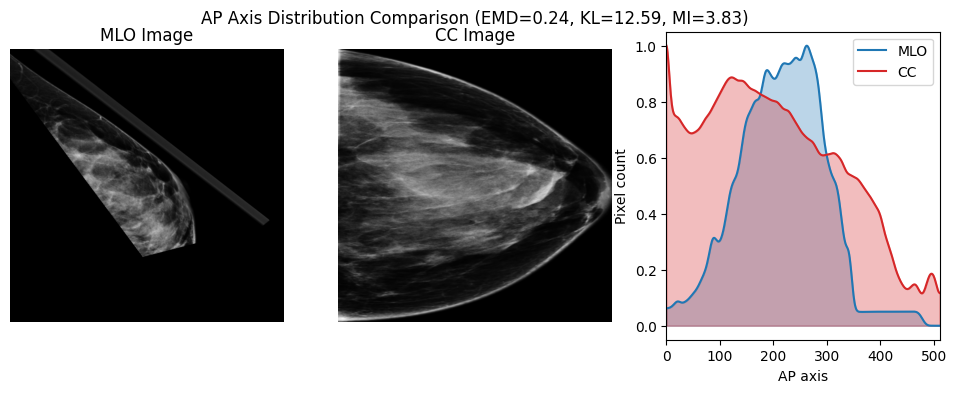 AP Axis Distribution Comparison (EMD=0.24, KL=12.59, MI=3.83)
MLO Image
CC Image
MLO
CC
Pixel count
1.0
0.8
0.6
0.4
0.2
0.0
0 100 200 300 400 500
AP axis